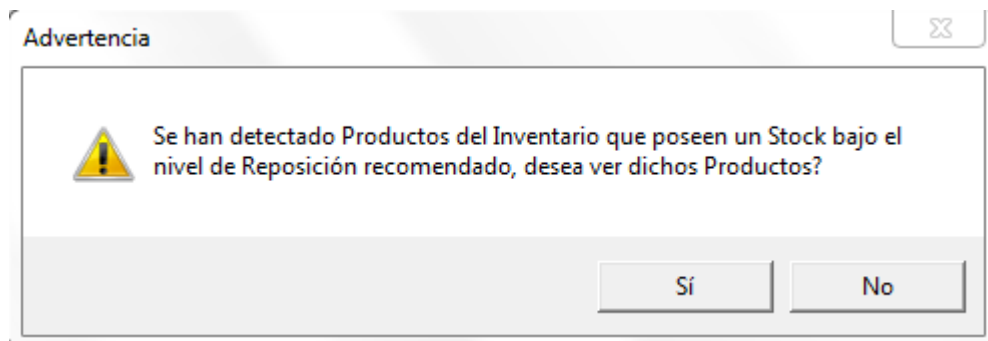 Advertencia
Se han detectado Productos del Inventario que poseen un Stock bajo el
nivel de Reposición recomendado, desea ver dichos Productos?
Sí
No